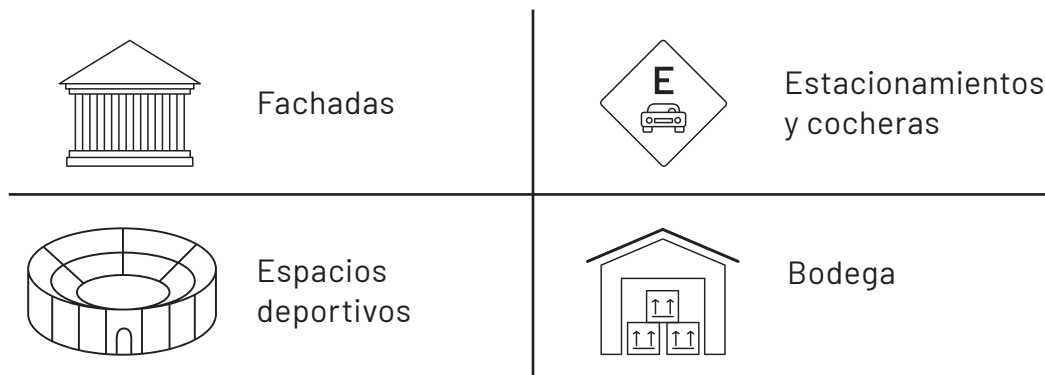 Fachadas
E
Estacionamientos
y cocheras
Espacios
deportivos
Bodega